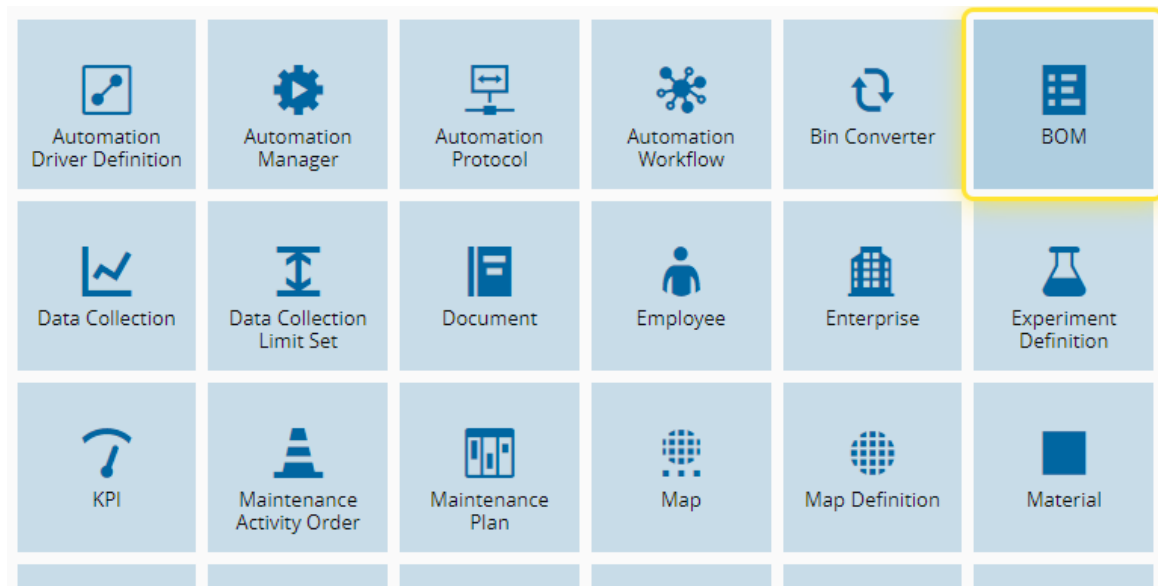 Automation
Driver Definition
Automation
Manager
Automation
Protocol
Automation
Workflow
Bin Converter
BOM
Data Collection
Data Collection
Limit Set
Document
Employee
Enterprise
Experiment
Definition
KPI
Maintenance
Activity Order
Maintenance
Plan
Map
Map Definition
Material